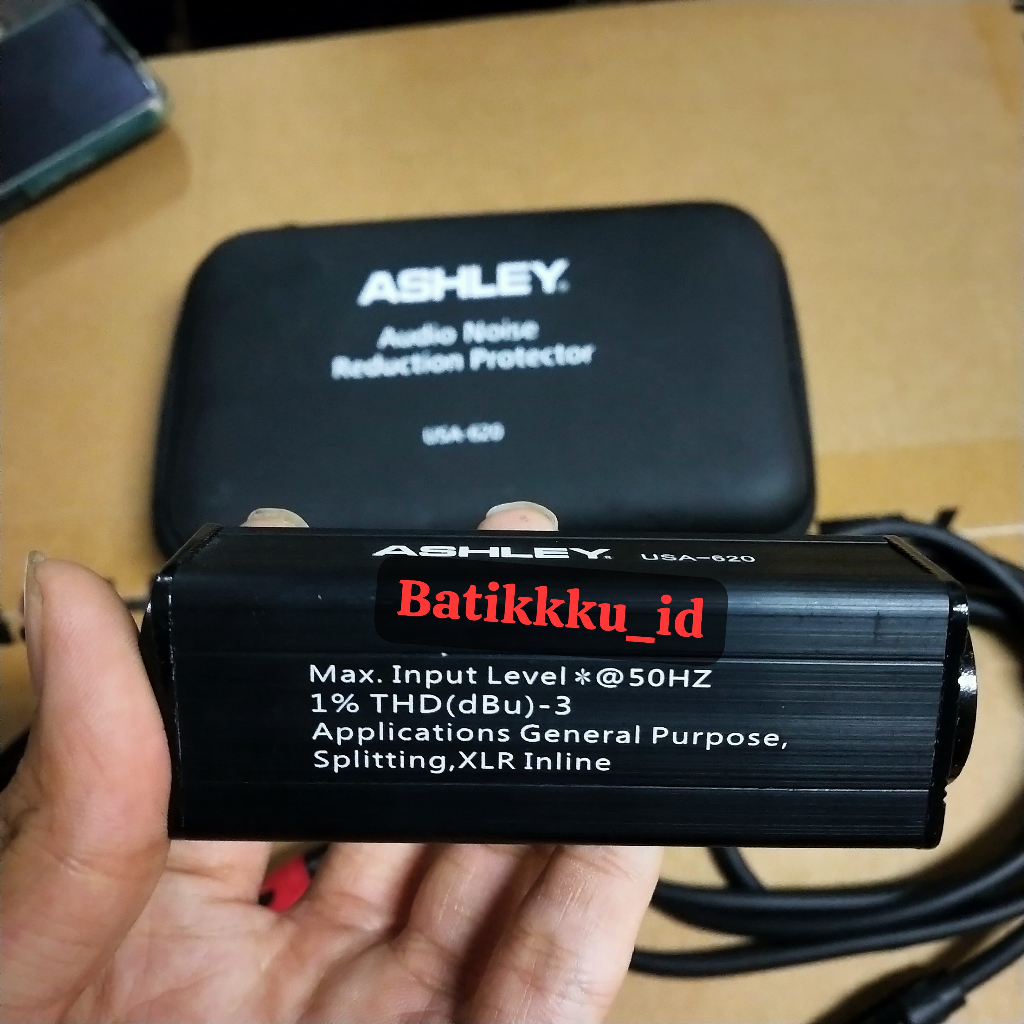 ASHLEY
Audio Noise
Reduction Protector
USA-620
ASHLEY USA-620
Batikkku_id
Max. Input Level *@50HZ
1% THD(dBu)-3
Applications General Purpose,
Splitting,XLR Inline